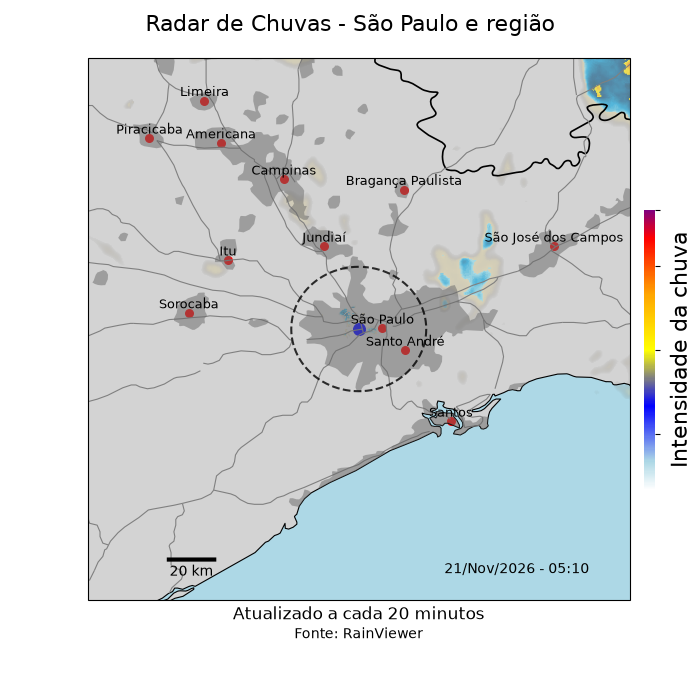 Radar de Chuvas - São Paulo e região
Limeira
Piracicaba
Americana
Campinas
Bragança Paulista
Jundiaí
São José dos Campos
Itu
Sorocaba
São Paulo
Santo André
Santos
20 km
21/Nov/2026 - 05:10
Intensidade da chuva
Atualizado a cada 20 minutos
Fonte: RainViewer